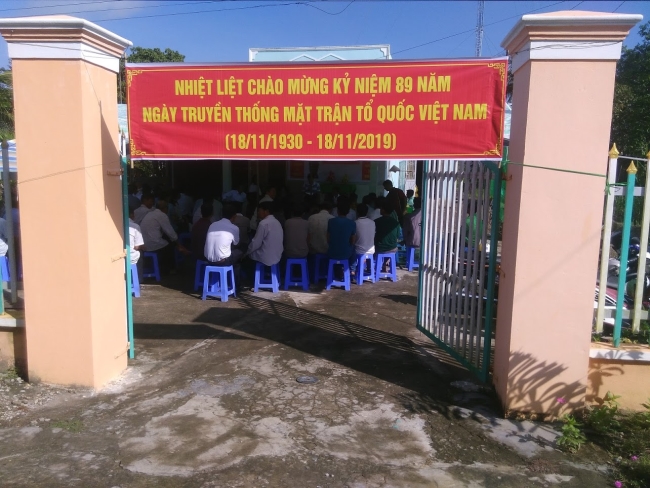 NHIỆT LIỆT CHÀO MỪNG KỶ NIỆM 89 NĂM
NGÀY TRUYỀN THỐNG MẶT TRẬN TỔ QUỐC VIỆT NAM
(18/11/1930 - 18/11/2019)